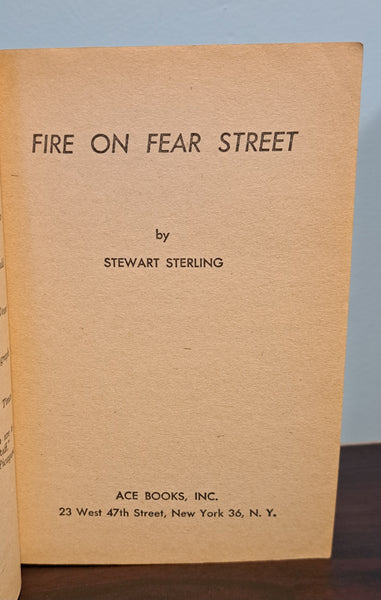 FIRE ON FEAR STREET
by
STEWART STERLING
ACE BOOKS, INC.
23 West 47th Street, New York 36, N. Y.